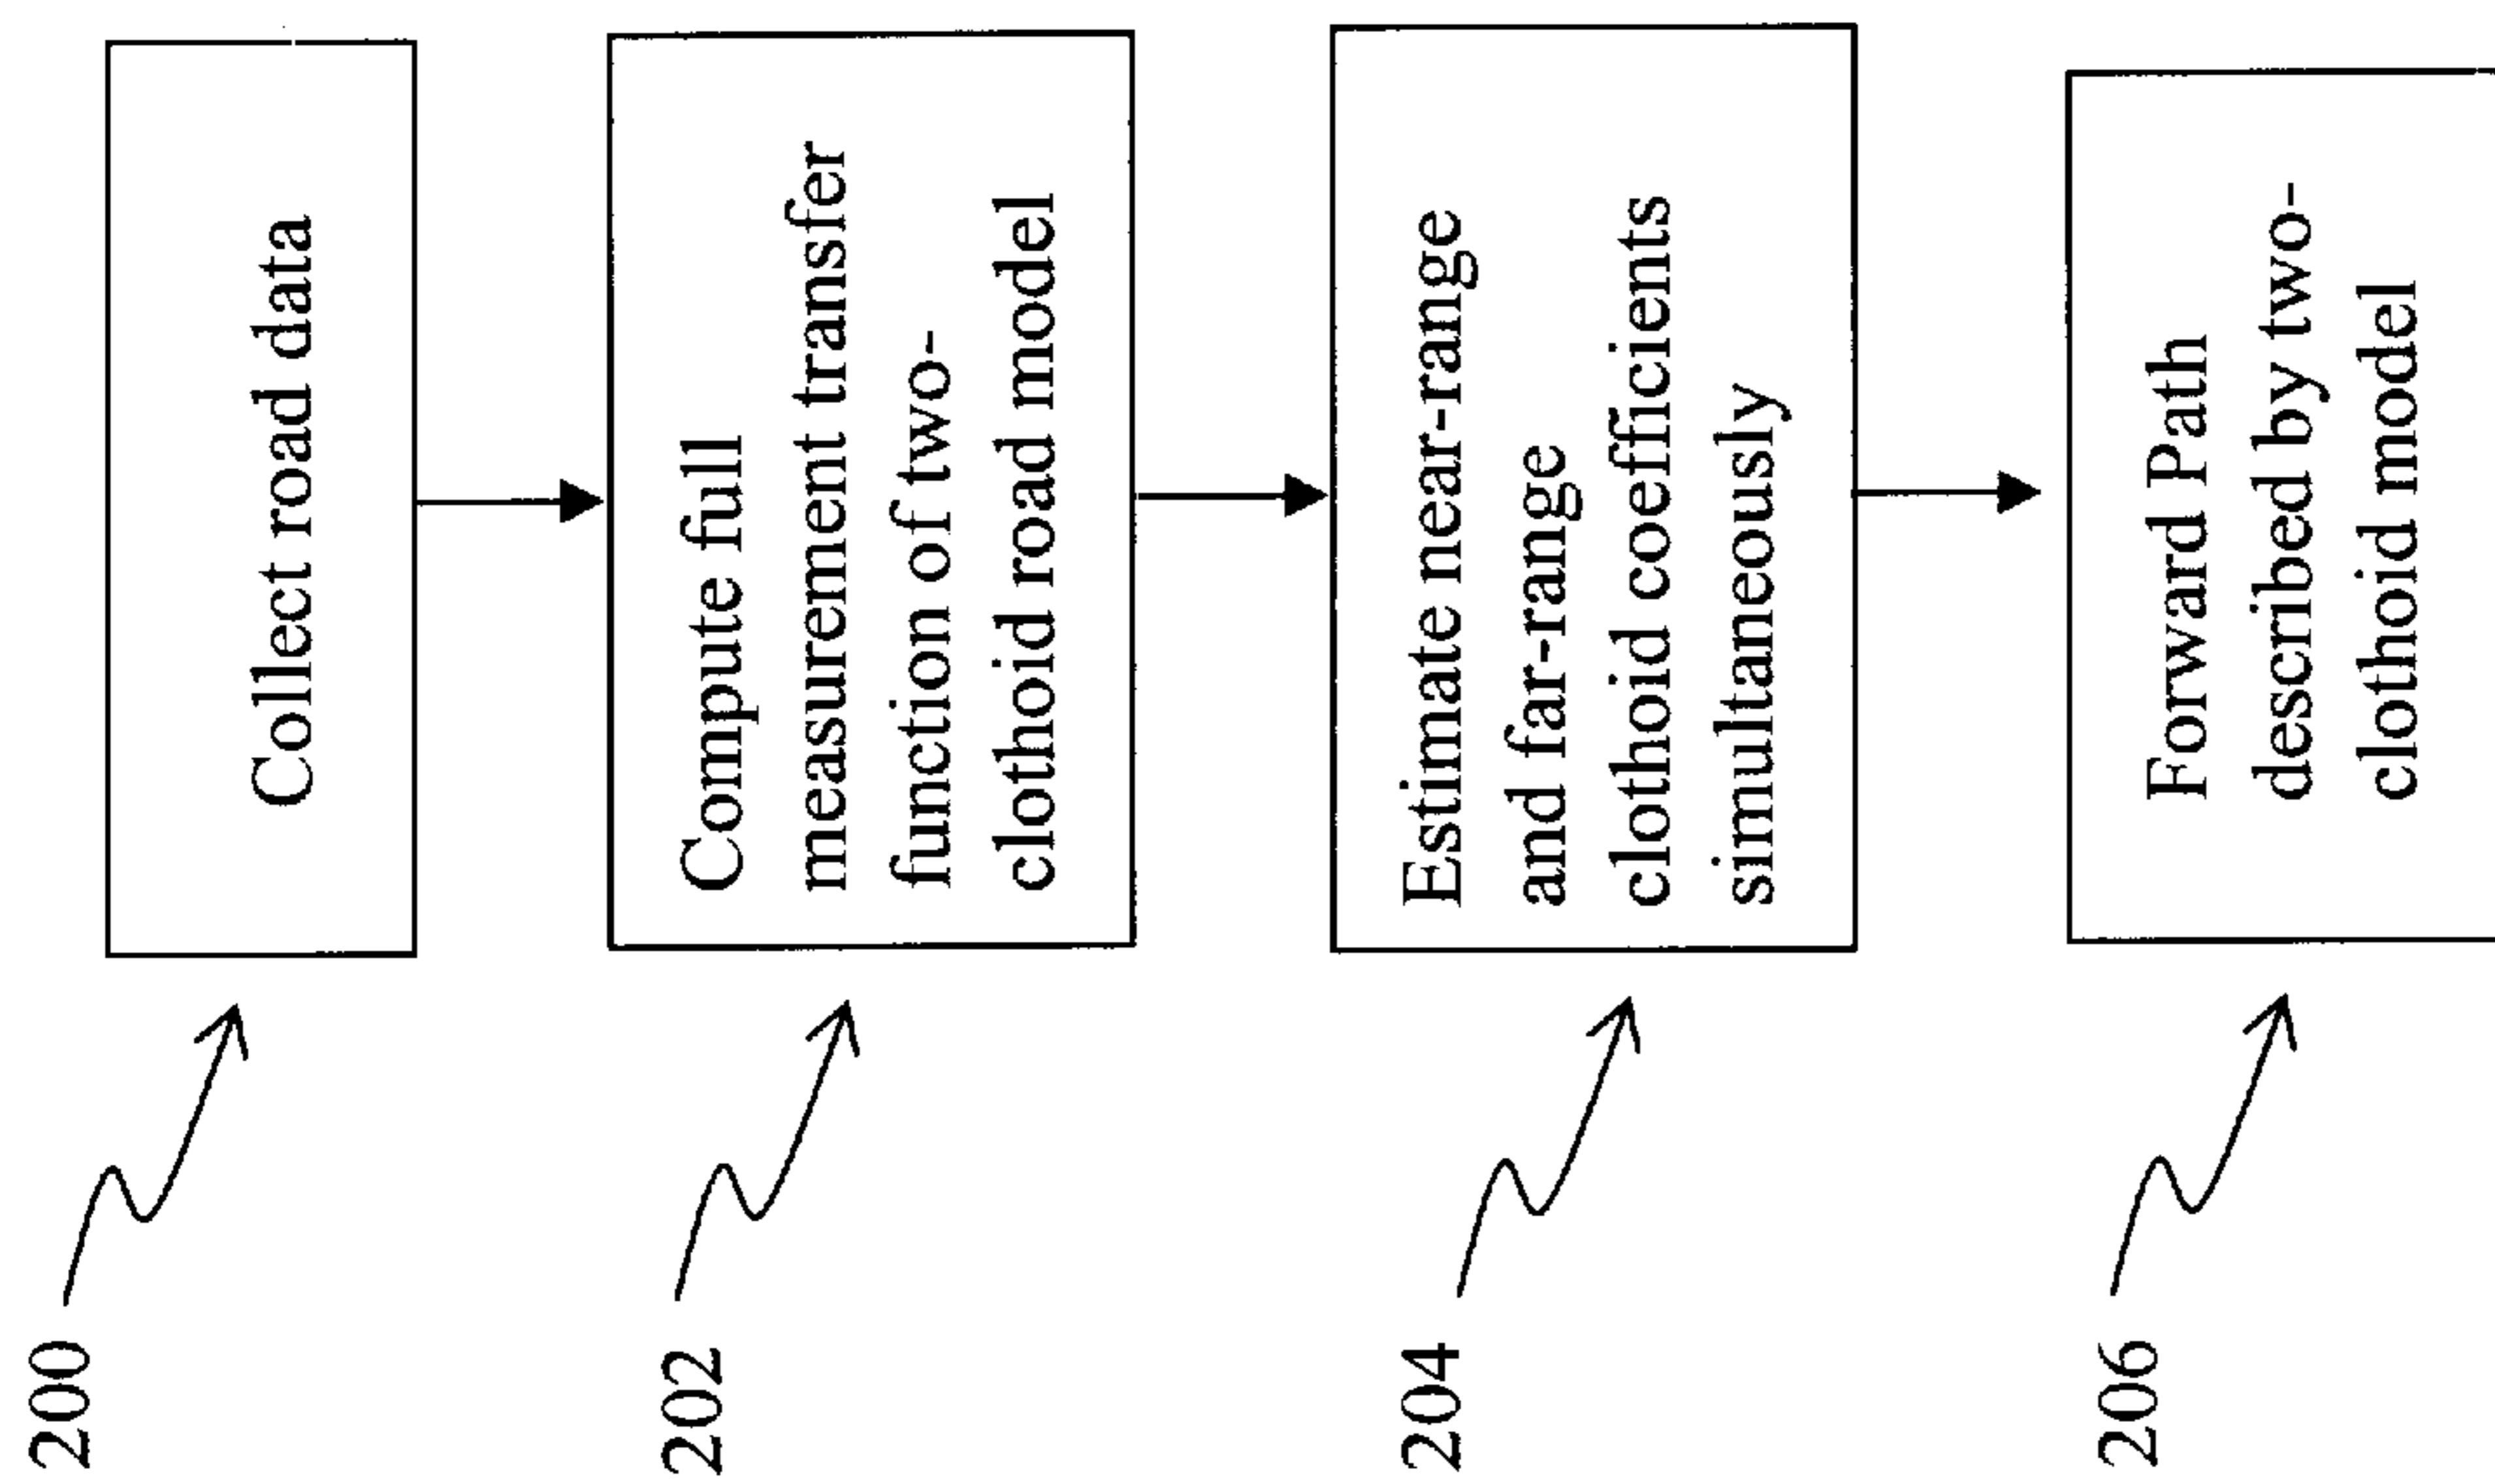 200
Collect road data
202
Compute full
measurement transfer
function of two-
clothoid road model
204
Estimate near-range
and far-range
clothoid coefficients
simultaneously
206
Forward Path
described by two-
clothoid model